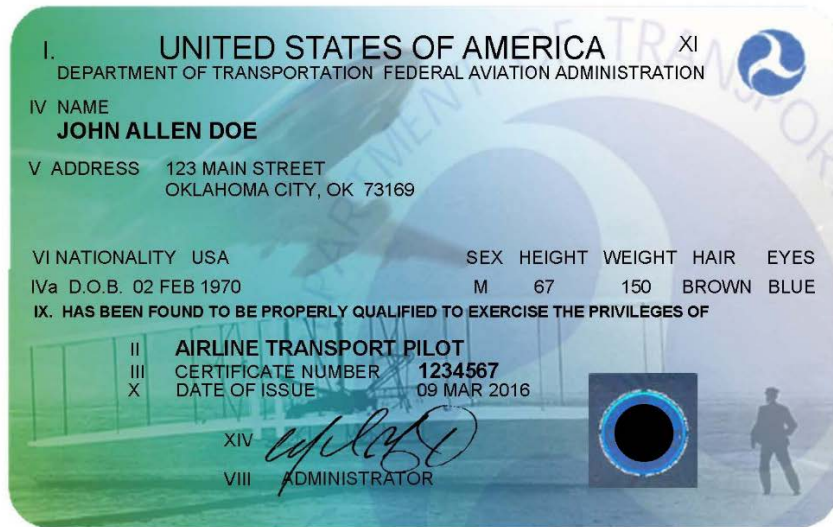 I. UNITED STATES OF AMERICA XI
DEPARTMENT OF TRANSPORTATION FEDERAL AVIATION ADMINISTRATION
IV NAME
JOHN ALLEN DOE
V ADDRESS 123 MAIN STREET
OKLAHOMA CITY, OK 73169
VI NATIONALITY USA SEX HEIGHT WEIGHT HAIR EYES
IVa D.O.B. 02 FEB 1970 M 67 150 BROWN BLUE
IX. HAS BEEN FOUND TO BE PROPERLY QUALIFIED TO EXERCISE THE PRIVILEGES OF
II AIRLINE TRANSPORT PILOT
III CERTIFICATE NUMBER 1234567
X DATE OF ISSUE 09 MAR 2016
XIV
VIII ADMINISTRATOR